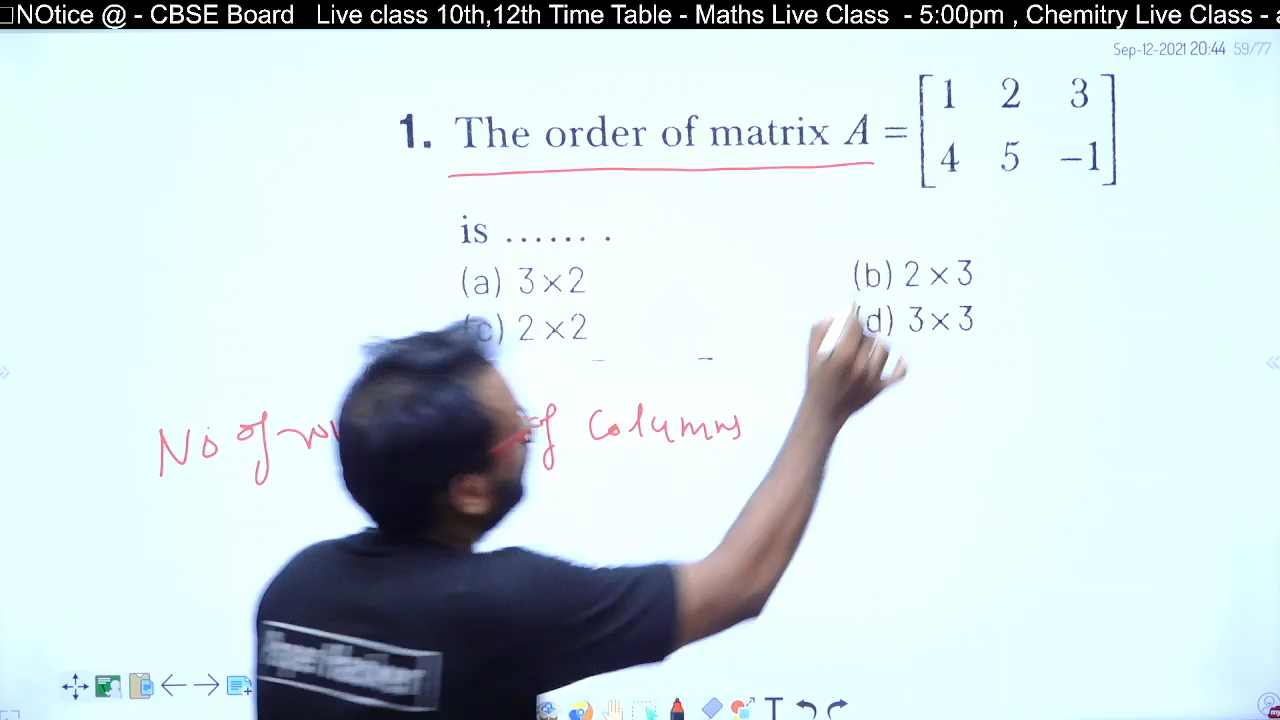 □NOtice @ - CBSE Board   Live class 10th,12th Time Table - Maths Live Class  - 5:00pm , Chemitry Live Class -
Sep-12-2021 20:44 59/77
1. The order of matrix A = [1 2 3
4 5 −1]
is ....... .
(a) 3×2 (b) 2×3
(c) 2×2 (d) 3×3
No of of columns
T